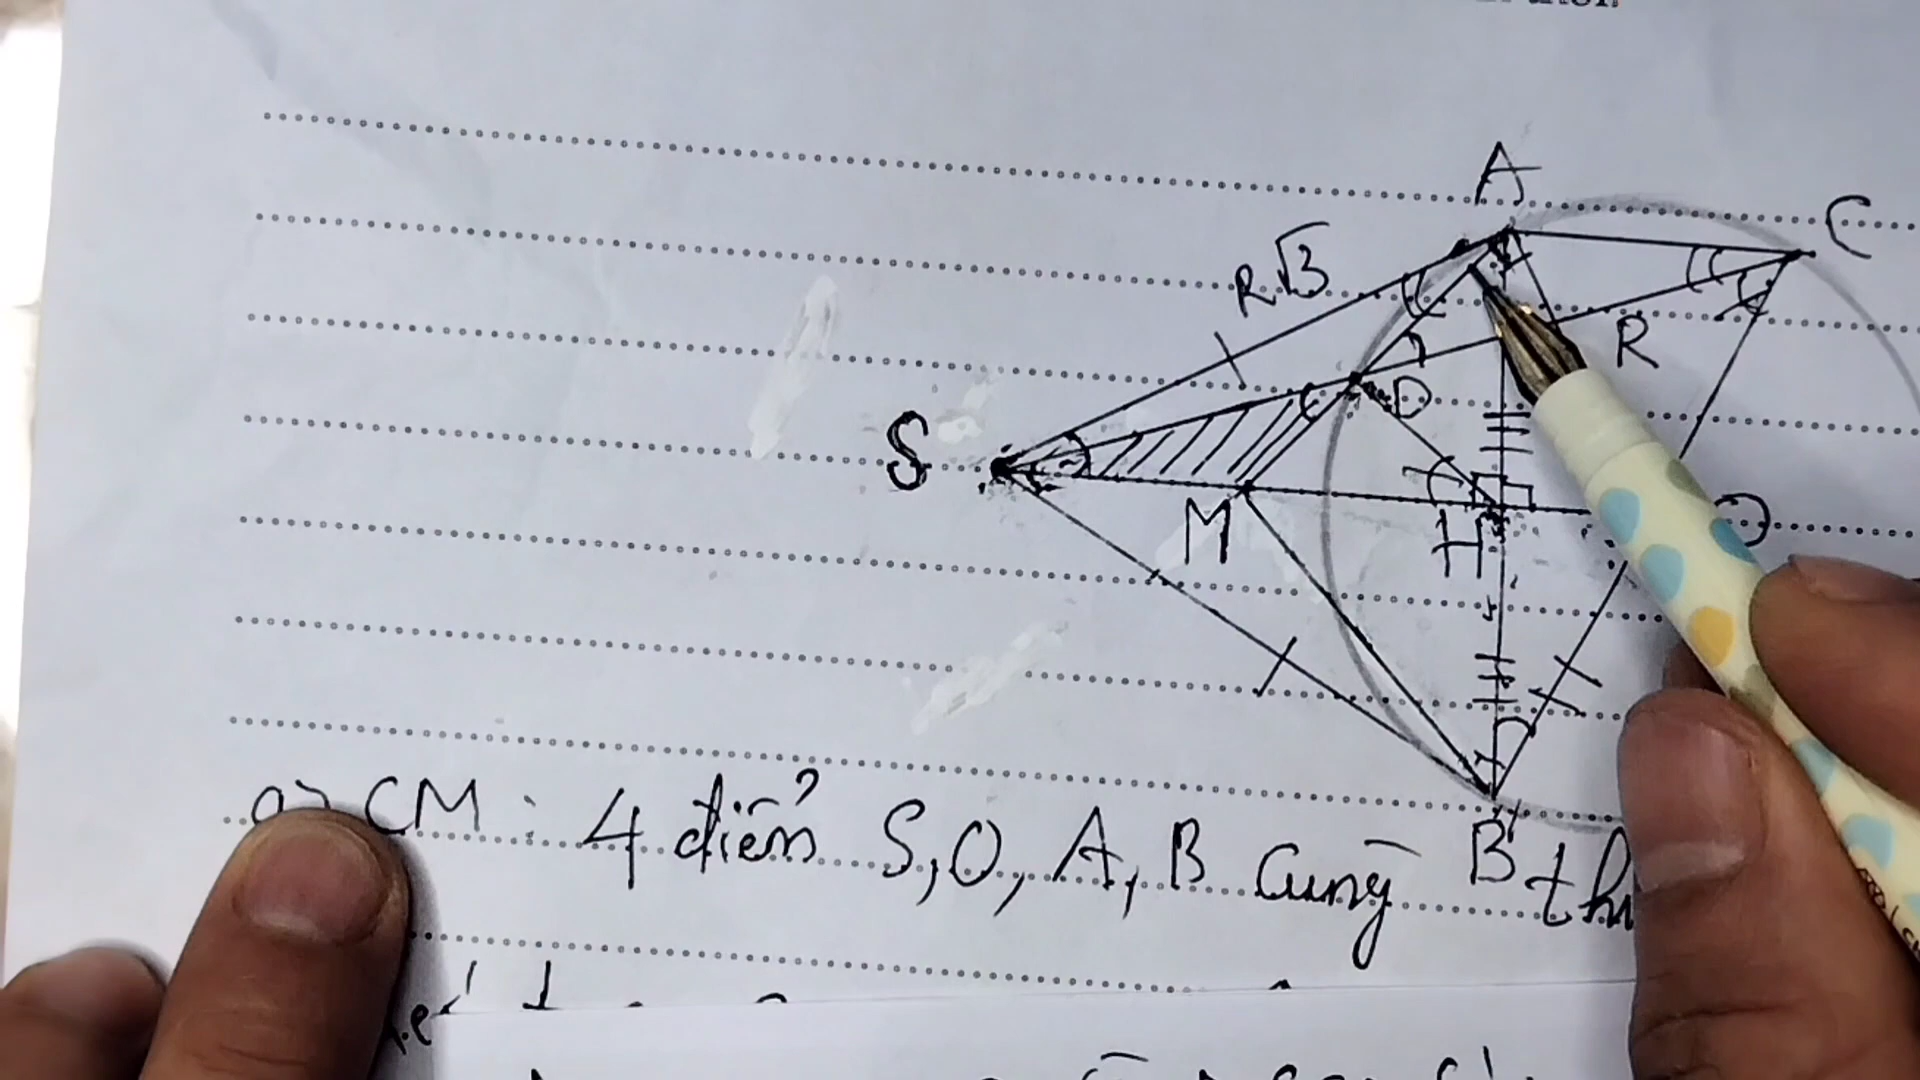 A
C
R√3
R
S
D
M
H
O
B
a> CM : 4 điểm S, O, A, B cùng